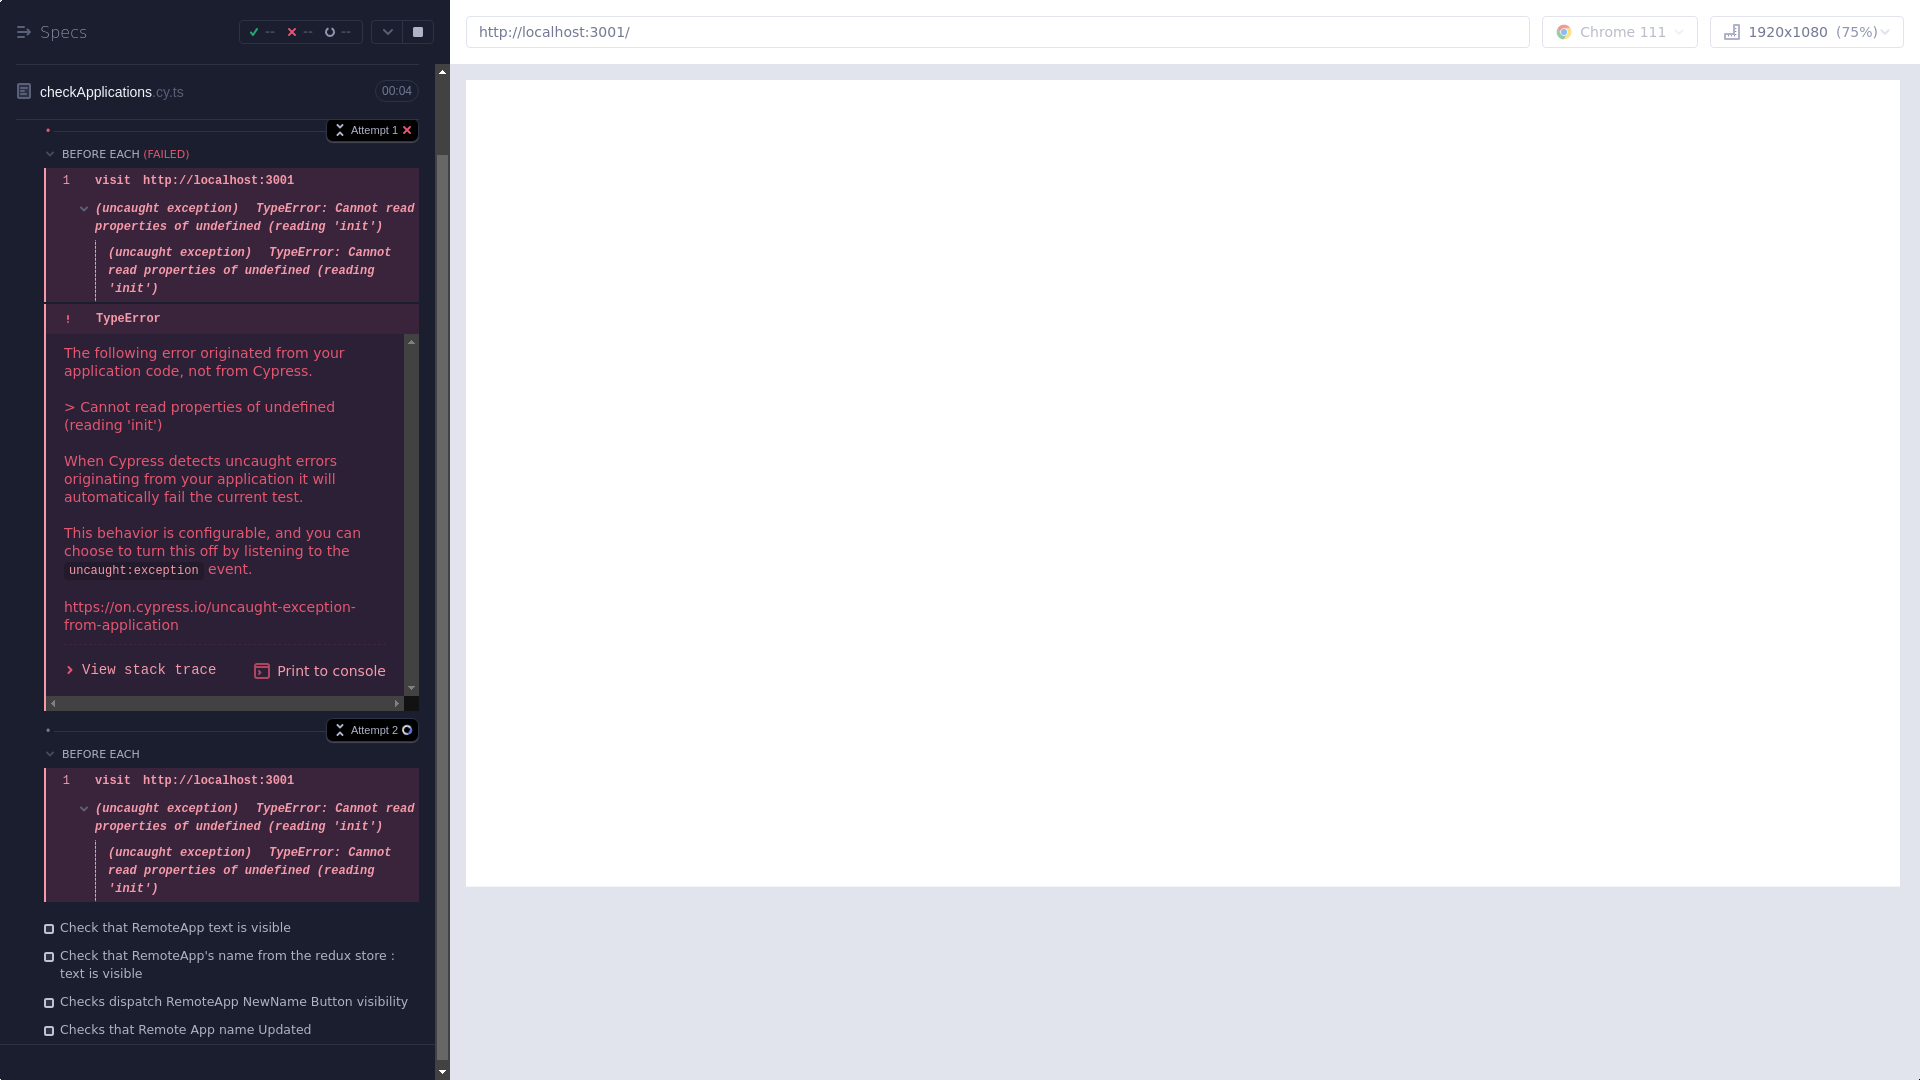 Specs
-- -- --
checkApplications.cy.ts
00:04
Attempt 1
BEFORE EACH (FAILED)
1 visit http://localhost:3001
(uncaught exception) TypeError: Cannot read
properties of undefined (reading 'init')
(uncaught exception) TypeError: Cannot
read properties of undefined (reading
'init')
! TypeError
The following error originated from your
application code, not from Cypress.
> Cannot read properties of undefined
(reading 'init')
When Cypress detects uncaught errors
originating from your application it will
automatically fail the current test.
This behavior is configurable, and you can
choose to turn this off by listening to the
uncaught:exception event.
https://on.cypress.io/uncaught-exception-
from-application
View stack trace
Print to console
Attempt 2
BEFORE EACH
1 visit http://localhost:3001
(uncaught exception) TypeError: Cannot read
properties of undefined (reading 'init')
(uncaught exception) TypeError: Cannot
read properties of undefined (reading
'init')
Check that RemoteApp text is visible
Check that RemoteApp's name from the redux store :
text is visible
Checks dispatch RemoteApp NewName Button visibility
Checks that Remote App name Updated
http://localhost:3001/
Chrome 111
1920x1080 (75%)